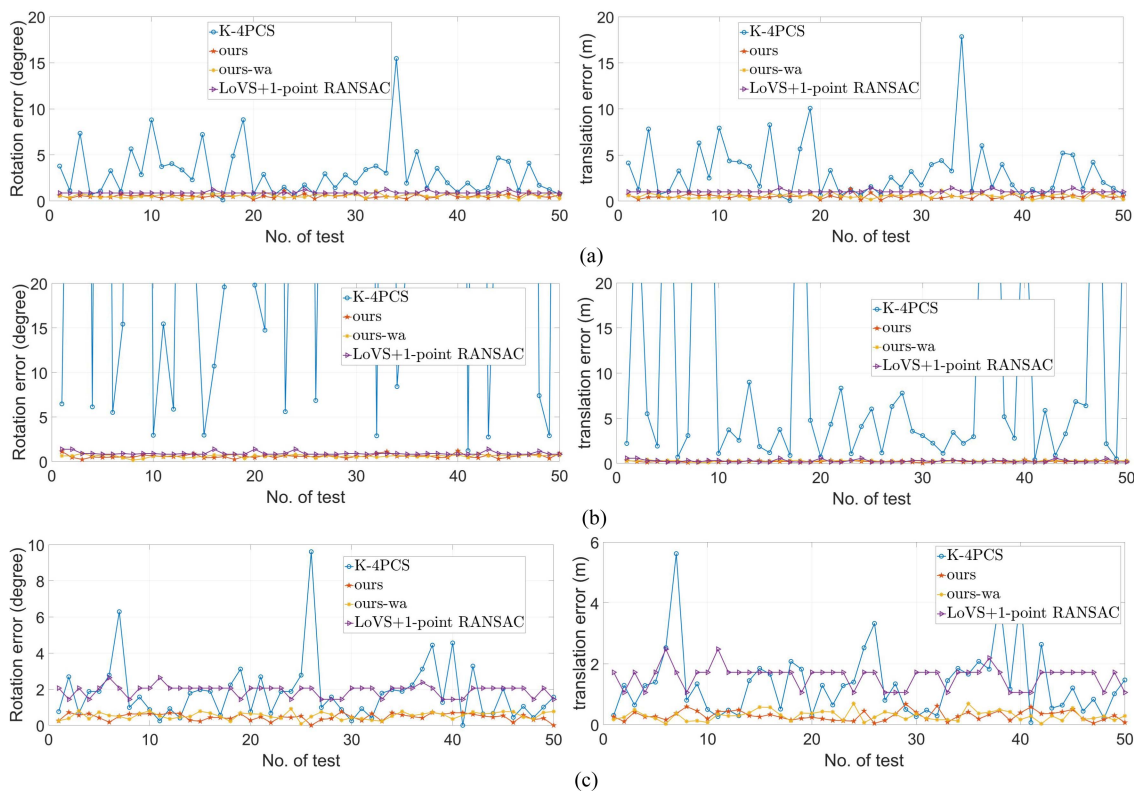 Rotation error (degree)
20
15
10
5
0
10
20
30
40
50
No. of test
K-4PCS
ours
ours-wa
LoVS+1-point RANSAC
translation error (m)
20
15
10
5
0
10
20
30
40
50
No. of test
K-4PCS
ours
ours-wa
LoVS+1-point RANSAC
(a)
Rotation error (degree)
20
15
10
5
0
0
10
20
30
40
50
No. of test
K-4PCS
ours
ours-wa
LoVS+1-point RANSAC
translation error (m)
20
15
10
5
0
0
10
20
30
40
50
No. of test
K-4PCS
ours
ours-wa
LoVS+1-point RANSAC
(b)
Rotation error (degree)
10
8
6
4
2
0
0
10
20
30
40
50
No. of test
K-4PCS
ours
ours-wa
LoVS+1-point RANSAC
translation error (m)
6
4
2
0
0
10
20
30
40
50
No. of test
K-4PCS
ours
ours-wa
LoVS+1-point RANSAC
(c)